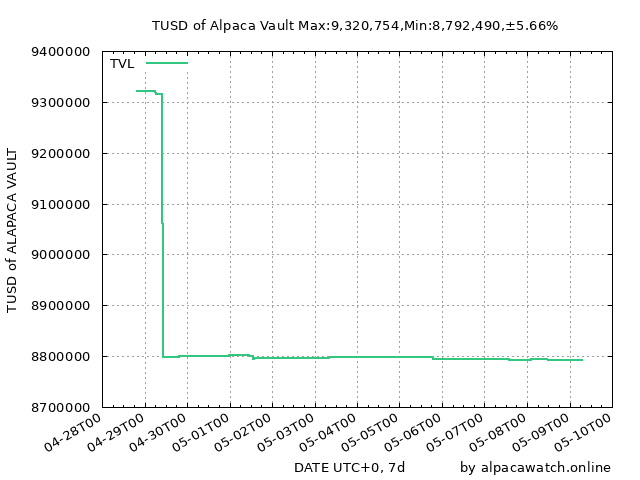 TUSD of Alpaca Vault Max:9,320,754,Min:8,792,490,±5.66%
TVL
9400000
9300000
9200000
9100000
9000000
8900000
8800000
8700000
TUSD of ALAPACA VAULT
04-28T00
04-29T00
04-30T00
05-01T00
05-02T00
05-03T00
05-04T00
05-05T00
05-06T00
05-07T00
05-08T00
05-09T00
05-10T00
DATE UTC+0, 7d
by alpacawatch.online